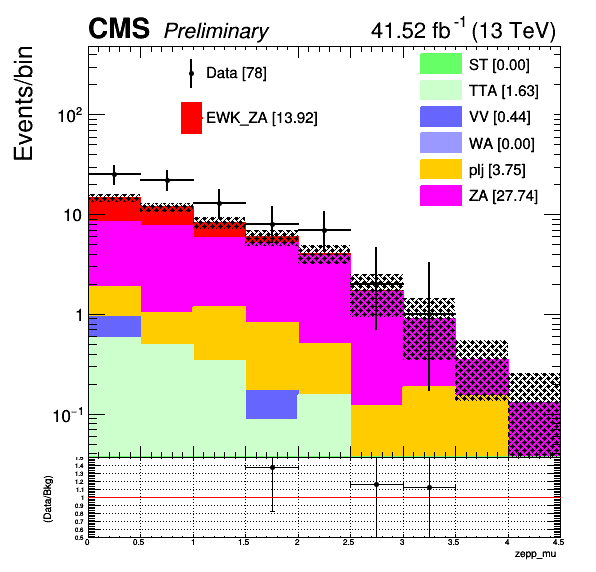 CMS Preliminary 41.52 fb⁻¹ (13 TeV)
Events/bin
Data [78]
EWK_ZA [13.92]
ST [0.00]
TTA [1.63]
VV [0.44]
WA [0.00]
plj [3.75]
ZA [27.74]
10²
10
1
10⁻¹
(Data/Bkg)
1.5
1.4
1.3
1.2
1.1
1
0.9
0.8
0.7
0.6
0.5
0 0.5 1 1.5 2 2.5 3 3.5 4 4.5
zepp_mu